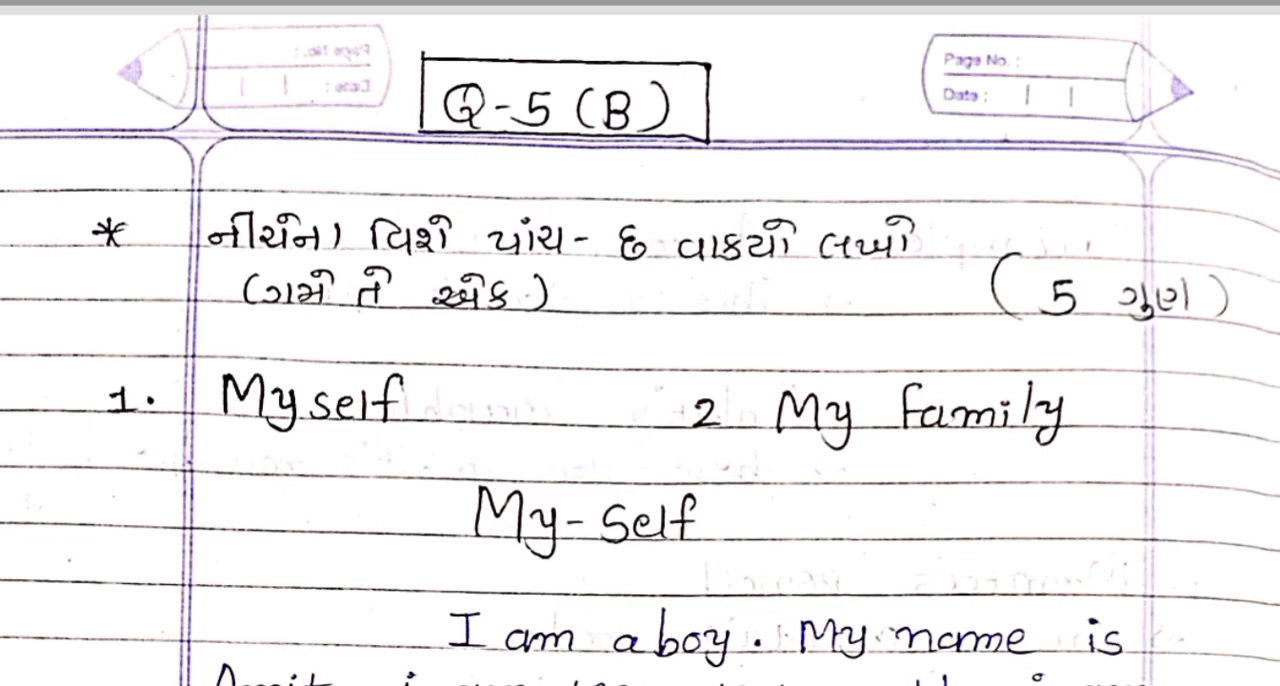 Page No. :
Date :
Q-5 (B)
* નીચેના વિશે પાંચ - છ વાકયો લખો
(ગમે તે એક) (5 ગુણ)
1. Myself 2 My family
My-Self
I am a boy. My name is